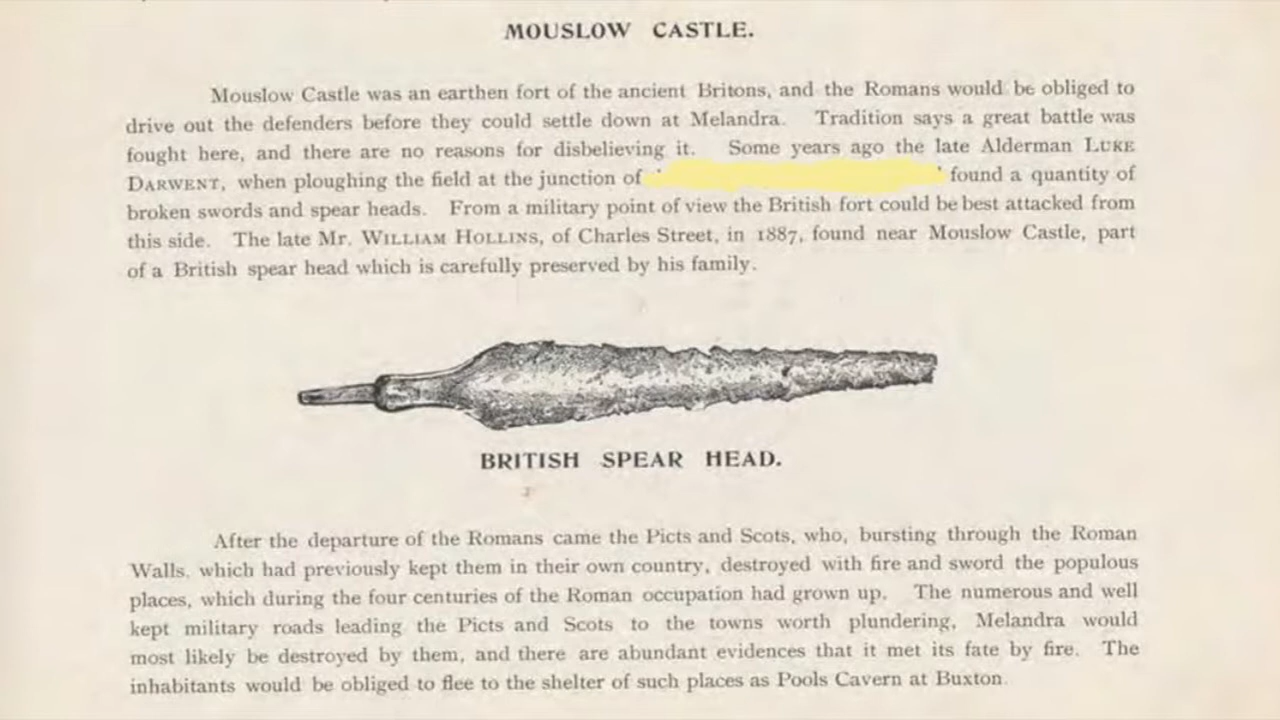 MOUSLOW CASTLE.
Mouslow Castle was an earthen fort of the ancient Britons, and the Romans would be obliged to
drive out the defenders before they could settle down at Melandra. Tradition says a great battle was
fought here, and there are no reasons for disbelieving it. Some years ago the late Alderman LUKE
DARWENT, when ploughing the field at the junction of ' ' found a quantity of
broken swords and spear heads. From a military point of view the British fort could be best attacked from
this side. The late Mr. WILLIAM HOLLINS, of Charles Street, in 1887, found near Mouslow Castle, part
of a British spear head which is carefully preserved by his family.
BRITISH SPEAR HEAD.
After the departure of the Romans came the Picts and Scots, who, bursting through the Roman
Walls, which had previously kept them in their own country, destroyed with fire and sword the populous
places, which during the four centuries of the Roman occupation had grown up. The numerous and well
kept military roads leading the Picts and Scots to the towns worth plundering, Melandra would
most likely be destroyed by them, and there are abundant evidences that it met its fate by fire. The
inhabitants would be obliged to flee to the shelter of such places as Pools Cavern at Buxton.